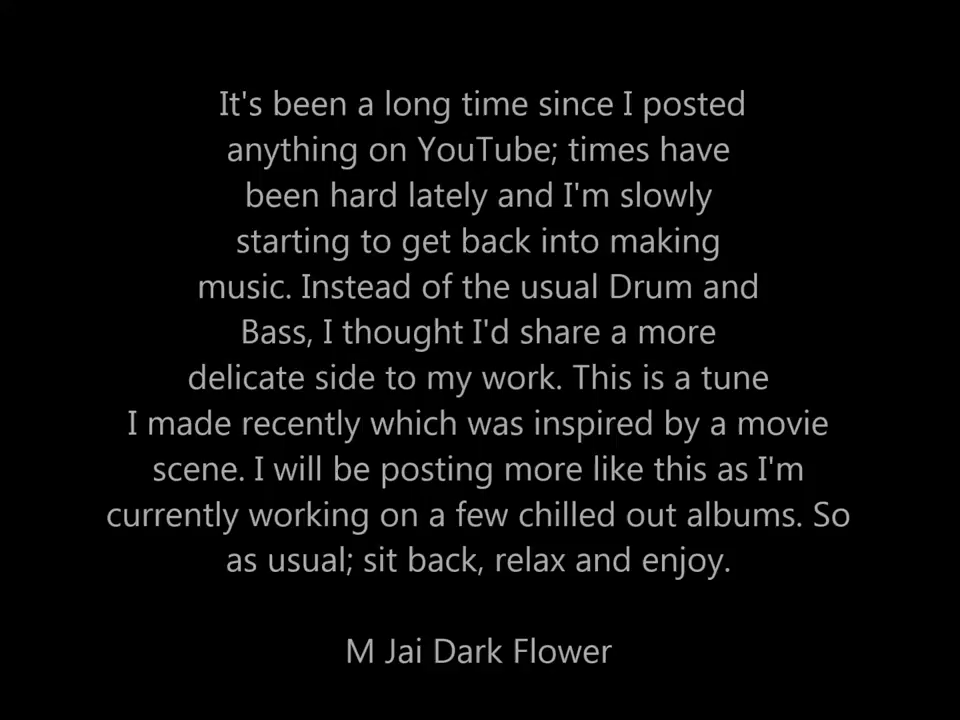 It's been a long time since I posted
anything on YouTube; times have
been hard lately and I'm slowly
starting to get back into making
music. Instead of the usual Drum and
Bass, I thought I'd share a more
delicate side to my work. This is a tune
I made recently which was inspired by a movie
scene. I will be posting more like this as I'm
currently working on a few chilled out albums. So
as usual; sit back, relax and enjoy.
M Jai Dark Flower